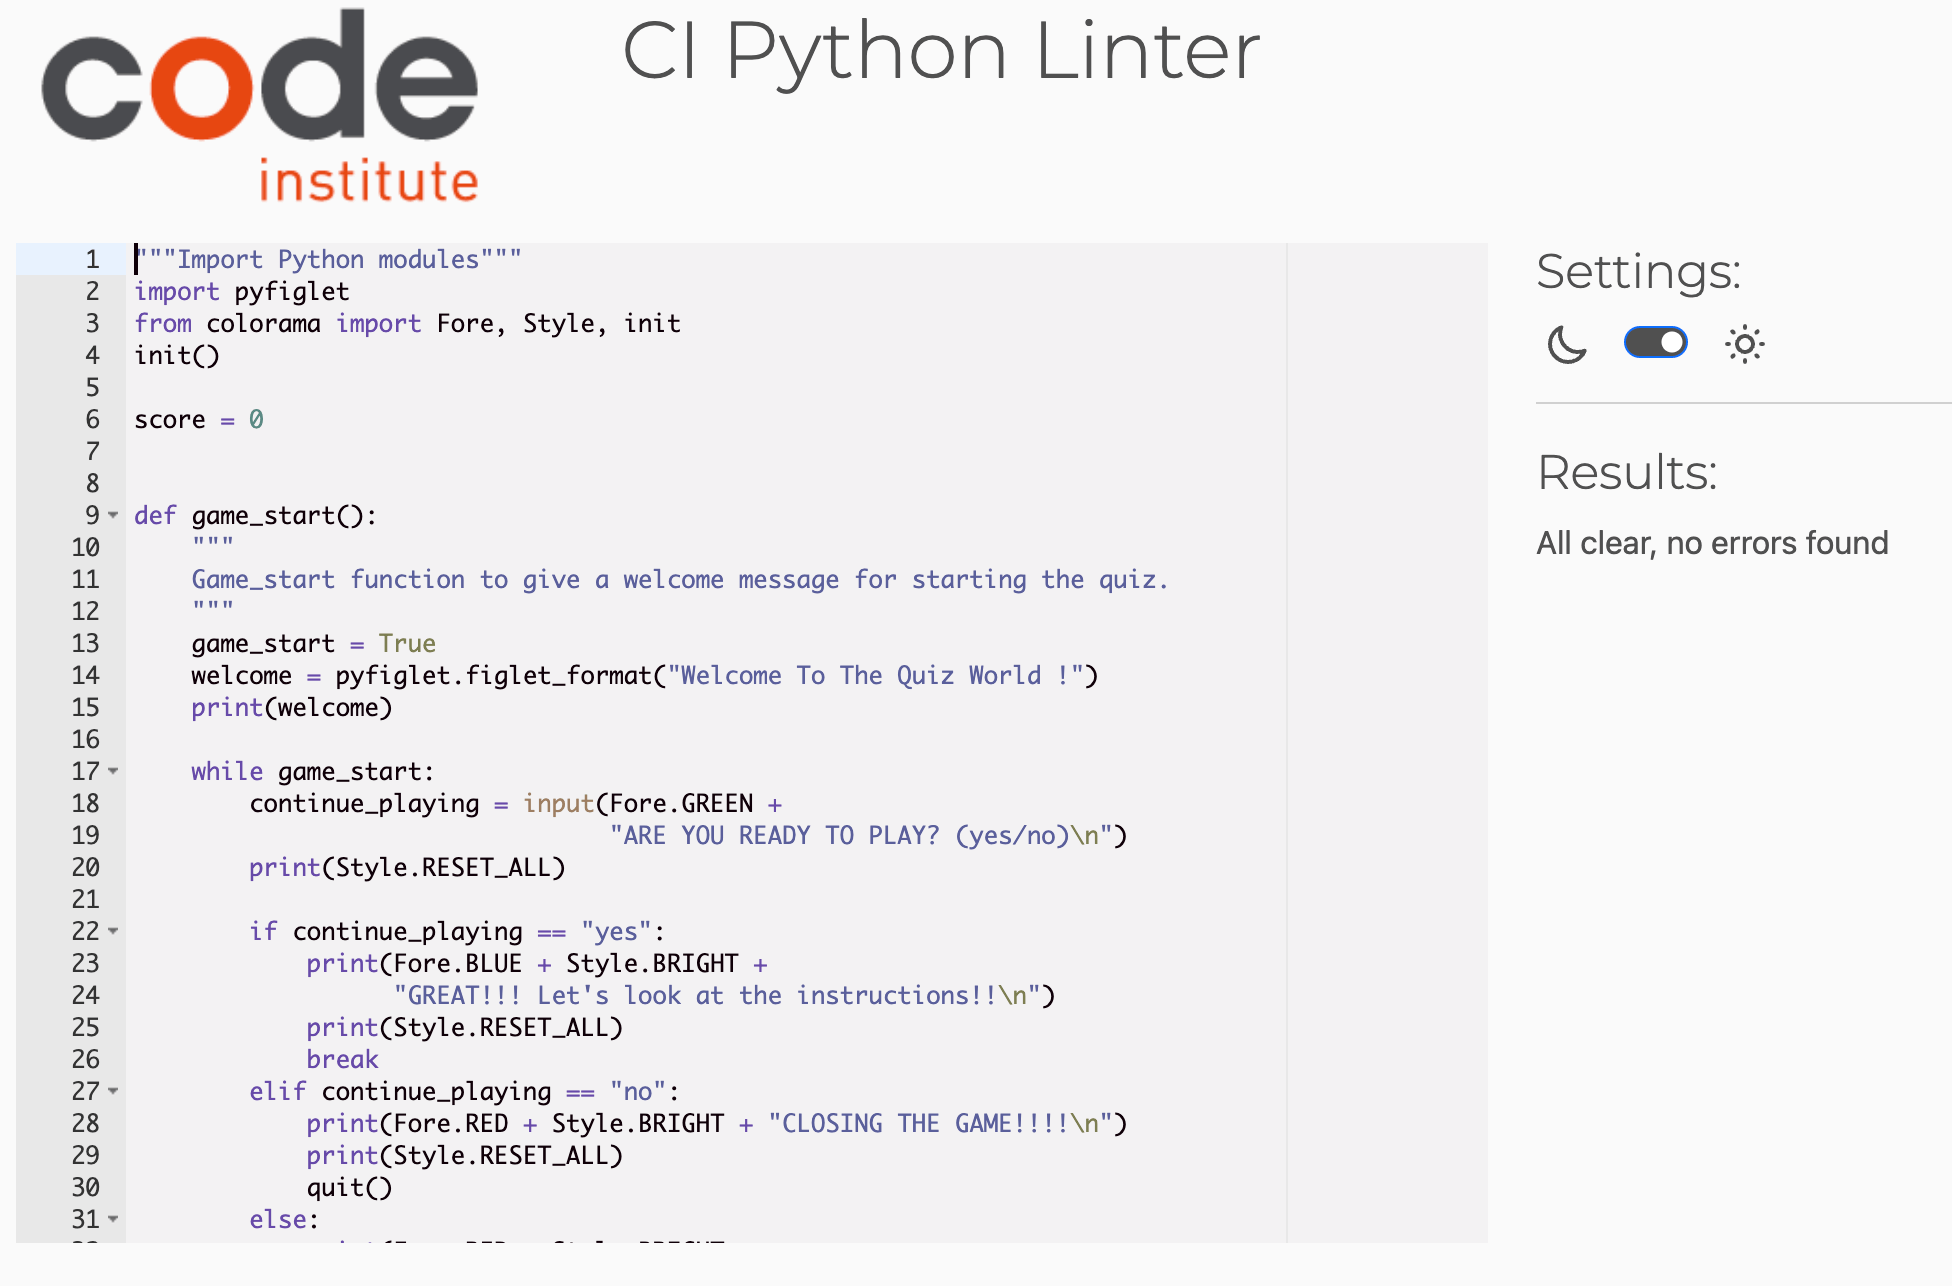 code
institute
CI Python Linter
1 """Import Python modules"""
2 import pyfiglet
3 from colorama import Fore, Style, init
4 init()
5
6 score = 0
7
8
9 def game_start():
10     """
11     Game_start function to give a welcome message for starting the quiz.
12     """
13     game_start = True
14     welcome = pyfiglet.figlet_format("Welcome To The Quiz World !")
15     print(welcome)
16
17     while game_start:
18         continue_playing = input(Fore.GREEN +
19                                  "ARE YOU READY TO PLAY? (yes/no)\n")
20         print(Style.RESET_ALL)
21
22         if continue_playing == "yes":
23             print(Fore.BLUE + Style.BRIGHT +
24                   "GREAT!!! Let's look at the instructions!!\n")
25             print(Style.RESET_ALL)
26             break
27         elif continue_playing == "no":
28             print(Fore.RED + Style.BRIGHT + "CLOSING THE GAME!!!!\n")
29             print(Style.RESET_ALL)
30             quit()
31         else:
Settings:
Results:
All clear, no errors found